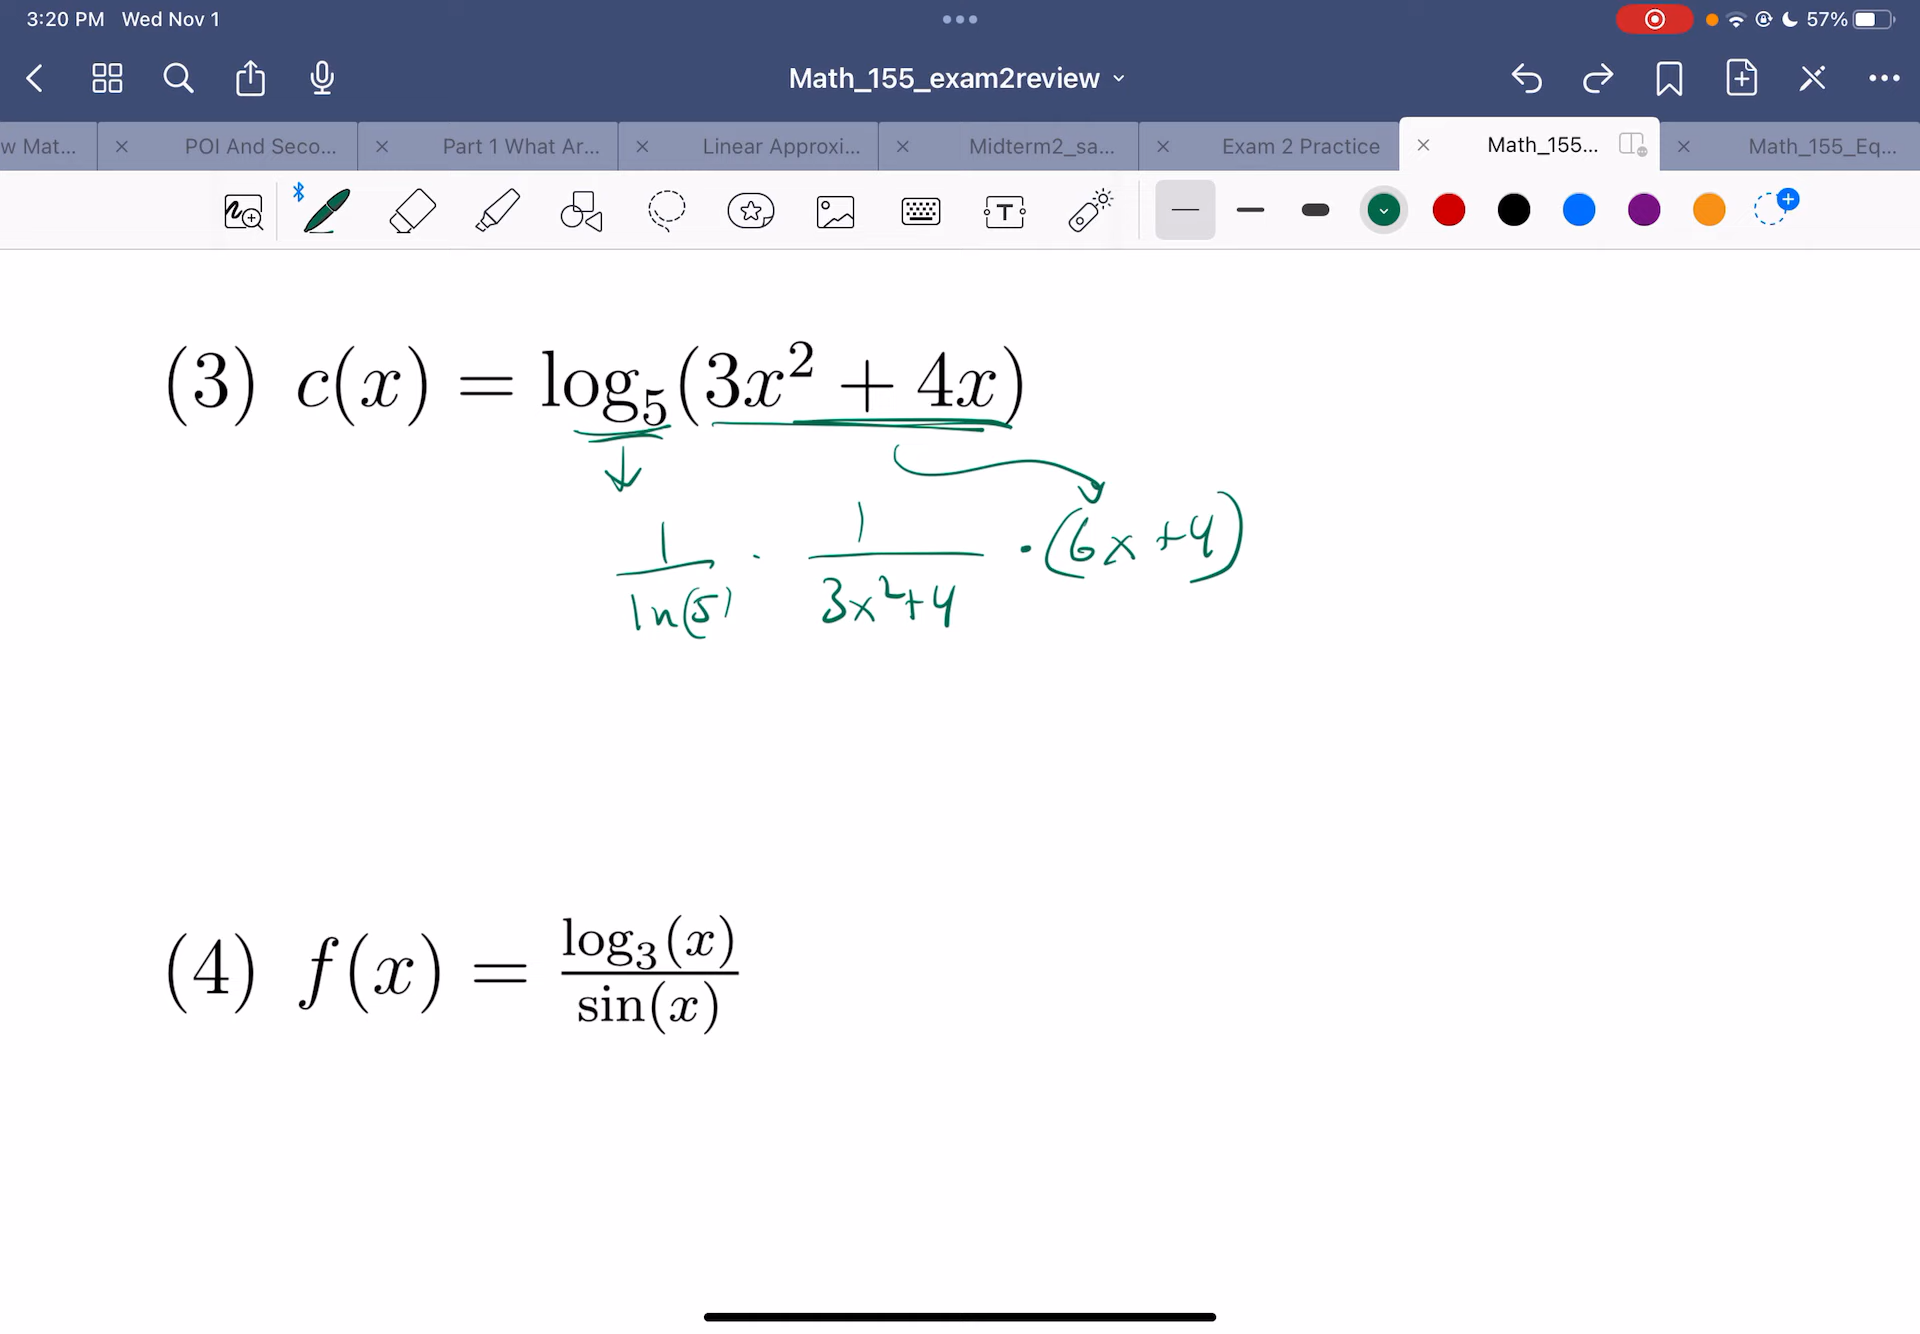 3:20 PM Wed Nov 1
57%
Math_155_exam2review
w Mat...
POI And Seco...
Part 1 What Ar...
Linear Approxi...
Midterm2_sa...
Exam 2 Practice
Math_155...
Math_155_Eq...
(3) c(x) = log₅(3x² + 4x)
1/ln(5) · 1/3x²+4 · (6x+4)
(4) f(x) = log₃(x)/sin(x)